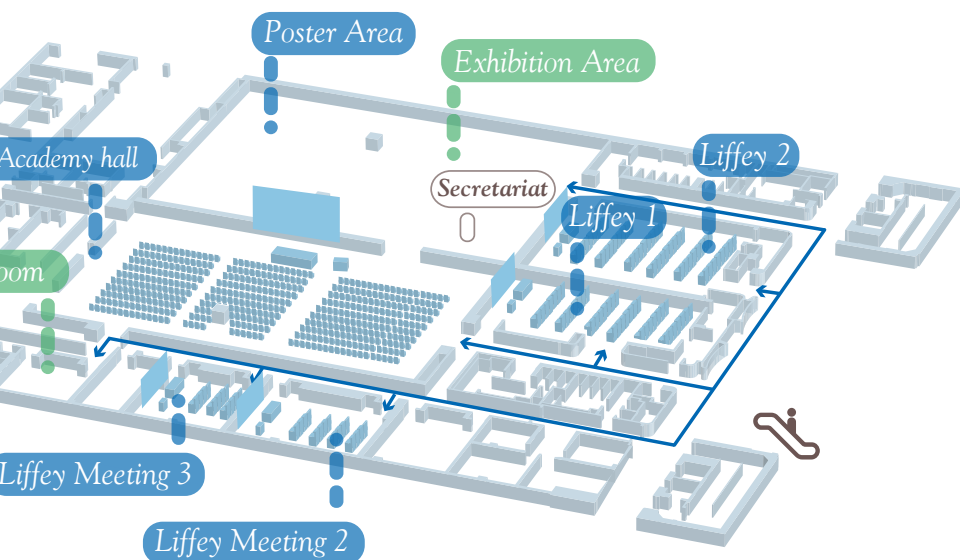 Poster Area
Exhibition Area
Academy hall
Liffey 2
Secretariat
Liffey 1
oom
Liffey Meeting 3
Liffey Meeting 2